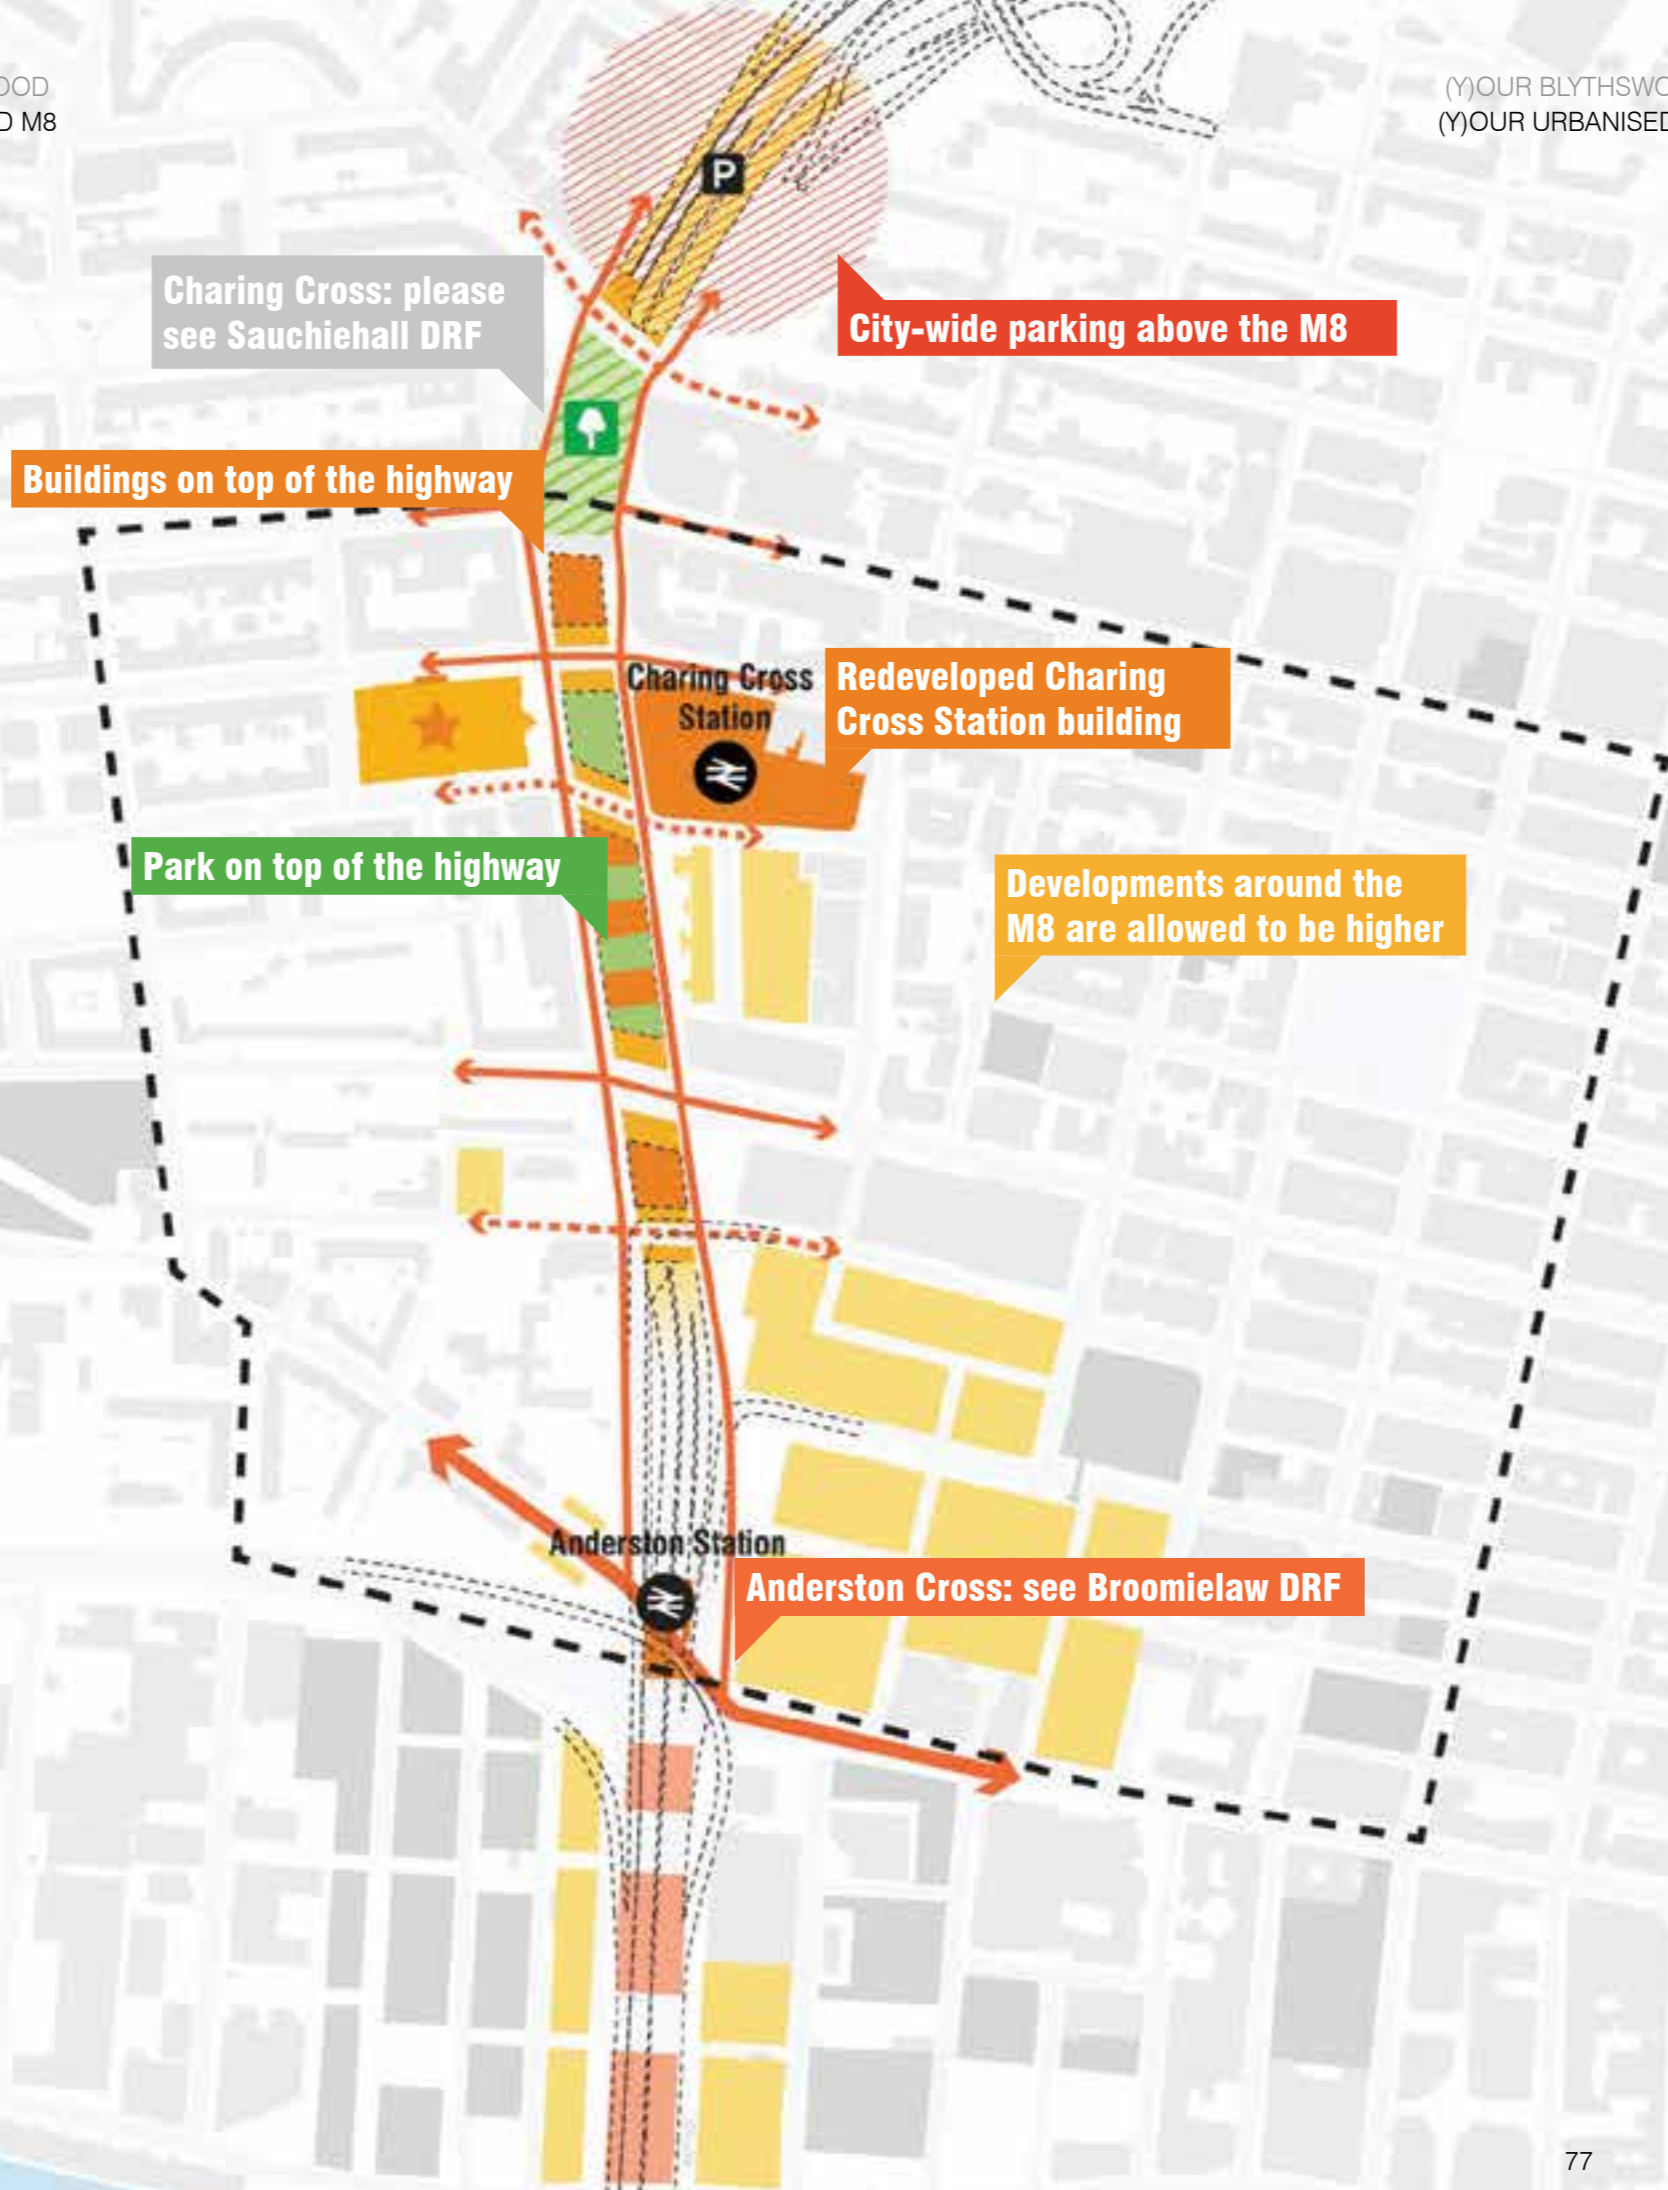 OOD
D M8
(Y)OUR BLYTHSWO
(Y)OUR URBANISED
P
Charing Cross: please
see Sauchiehall DRF
City-wide parking above the M8
Buildings on top of the highway
Charing Cross
Station
Redeveloped Charing
Cross Station building
Park on top of the highway
Developments around the
M8 are allowed to be higher
Anderston Station
Anderston Cross: see Broomielaw DRF
77